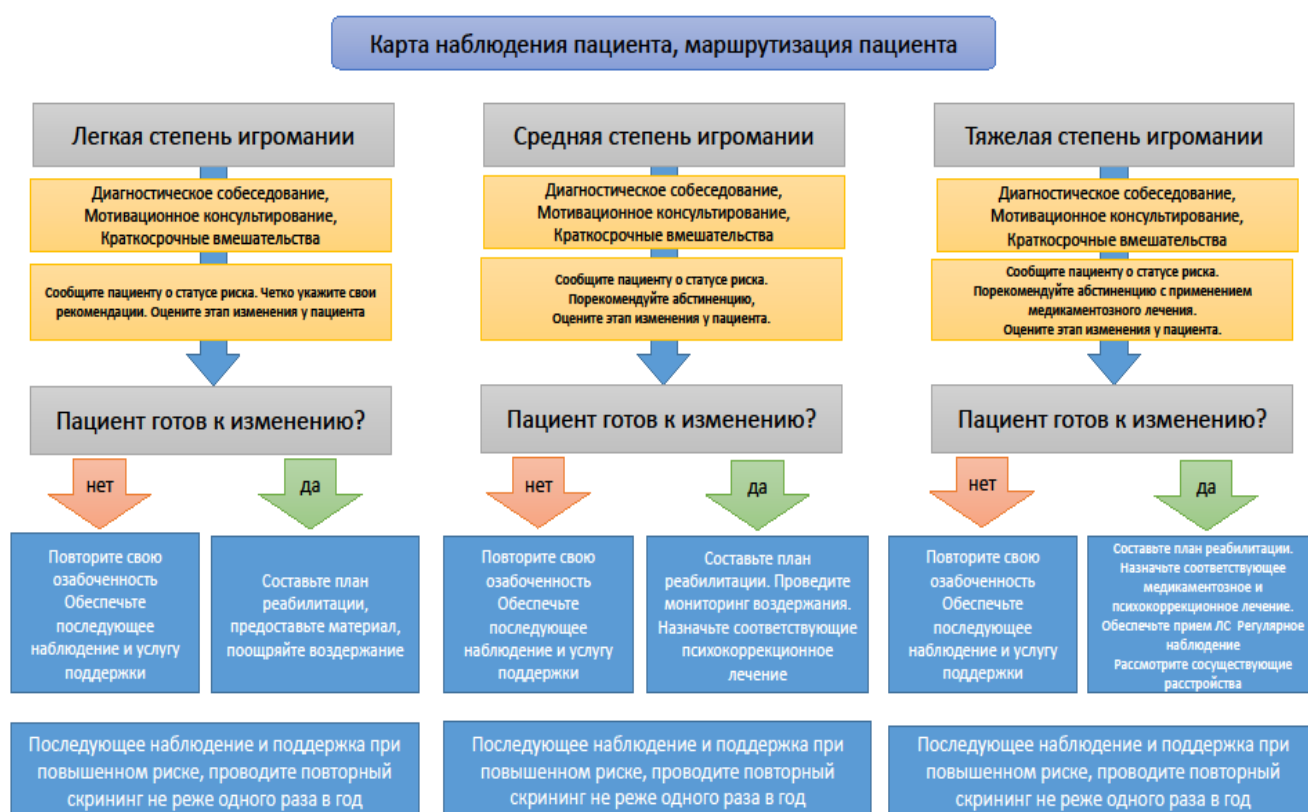 Карта наблюдения пациента, маршрутизация пациента
Легкая степень игромании
Диагностическое собеседование,
Мотивационное консультирование,
Краткосрочные вмешательства
Сообщите пациенту о статусе риска. Четко укажите свои
рекомендации. Оцените этап изменения у пациента
Пациент готов к изменению?
нет
да
Повторите свою
озабоченность
Обеспечьте
последующее
наблюдение и услугу
поддержки
Составьте план
реабилитации,
предоставьте материал,
поощряйте воздержание
Последующее наблюдение и поддержка при
повышенном риске, проводите повторный
скрининг не реже одного раза в год
Средняя степень игромании
Диагностическое собеседование,
Мотивационное консультирование,
Краткосрочные вмешательства
Сообщите пациенту о статусе риска.
Порекомендуйте абстиненцию,
Оцените этап изменения у пациента.
Пациент готов к изменению?
нет
да
Повторите свою
озабоченность
Обеспечьте
последующее
наблюдение и услугу
поддержки
Составьте план
реабилитации. Проведите
мониторинг воздержания.
Назначьте соответствующие
психокоррекционное
лечение
Последующее наблюдение и поддержка при
повышенном риске, проводите повторный
скрининг не реже одного раза в год
Тяжелая степень игромании
Диагностическое собеседование,
Мотивационное консультирование,
Краткосрочные вмешательства
Сообщите пациенту о статусе риска.
Порекомендуйте абстиненцию с применением
медикаментозного лечения.
Оцените этап изменения у пациента.
Пациент готов к изменению?
нет
да
Повторите свою
озабоченность
Обеспечьте
последующее
наблюдение и услугу
поддержки
Составьте план реабилитации.
Назначьте соответствующее
медикаментозное и
психокоррекционное лечение.
Обеспечьте прием ЛС Регулярное
наблюдение
Рассмотрите сосуществующие
расстройства
Последующее наблюдение и поддержка при
повышенном риске, проводите повторный
скрининг не реже одного раза в год